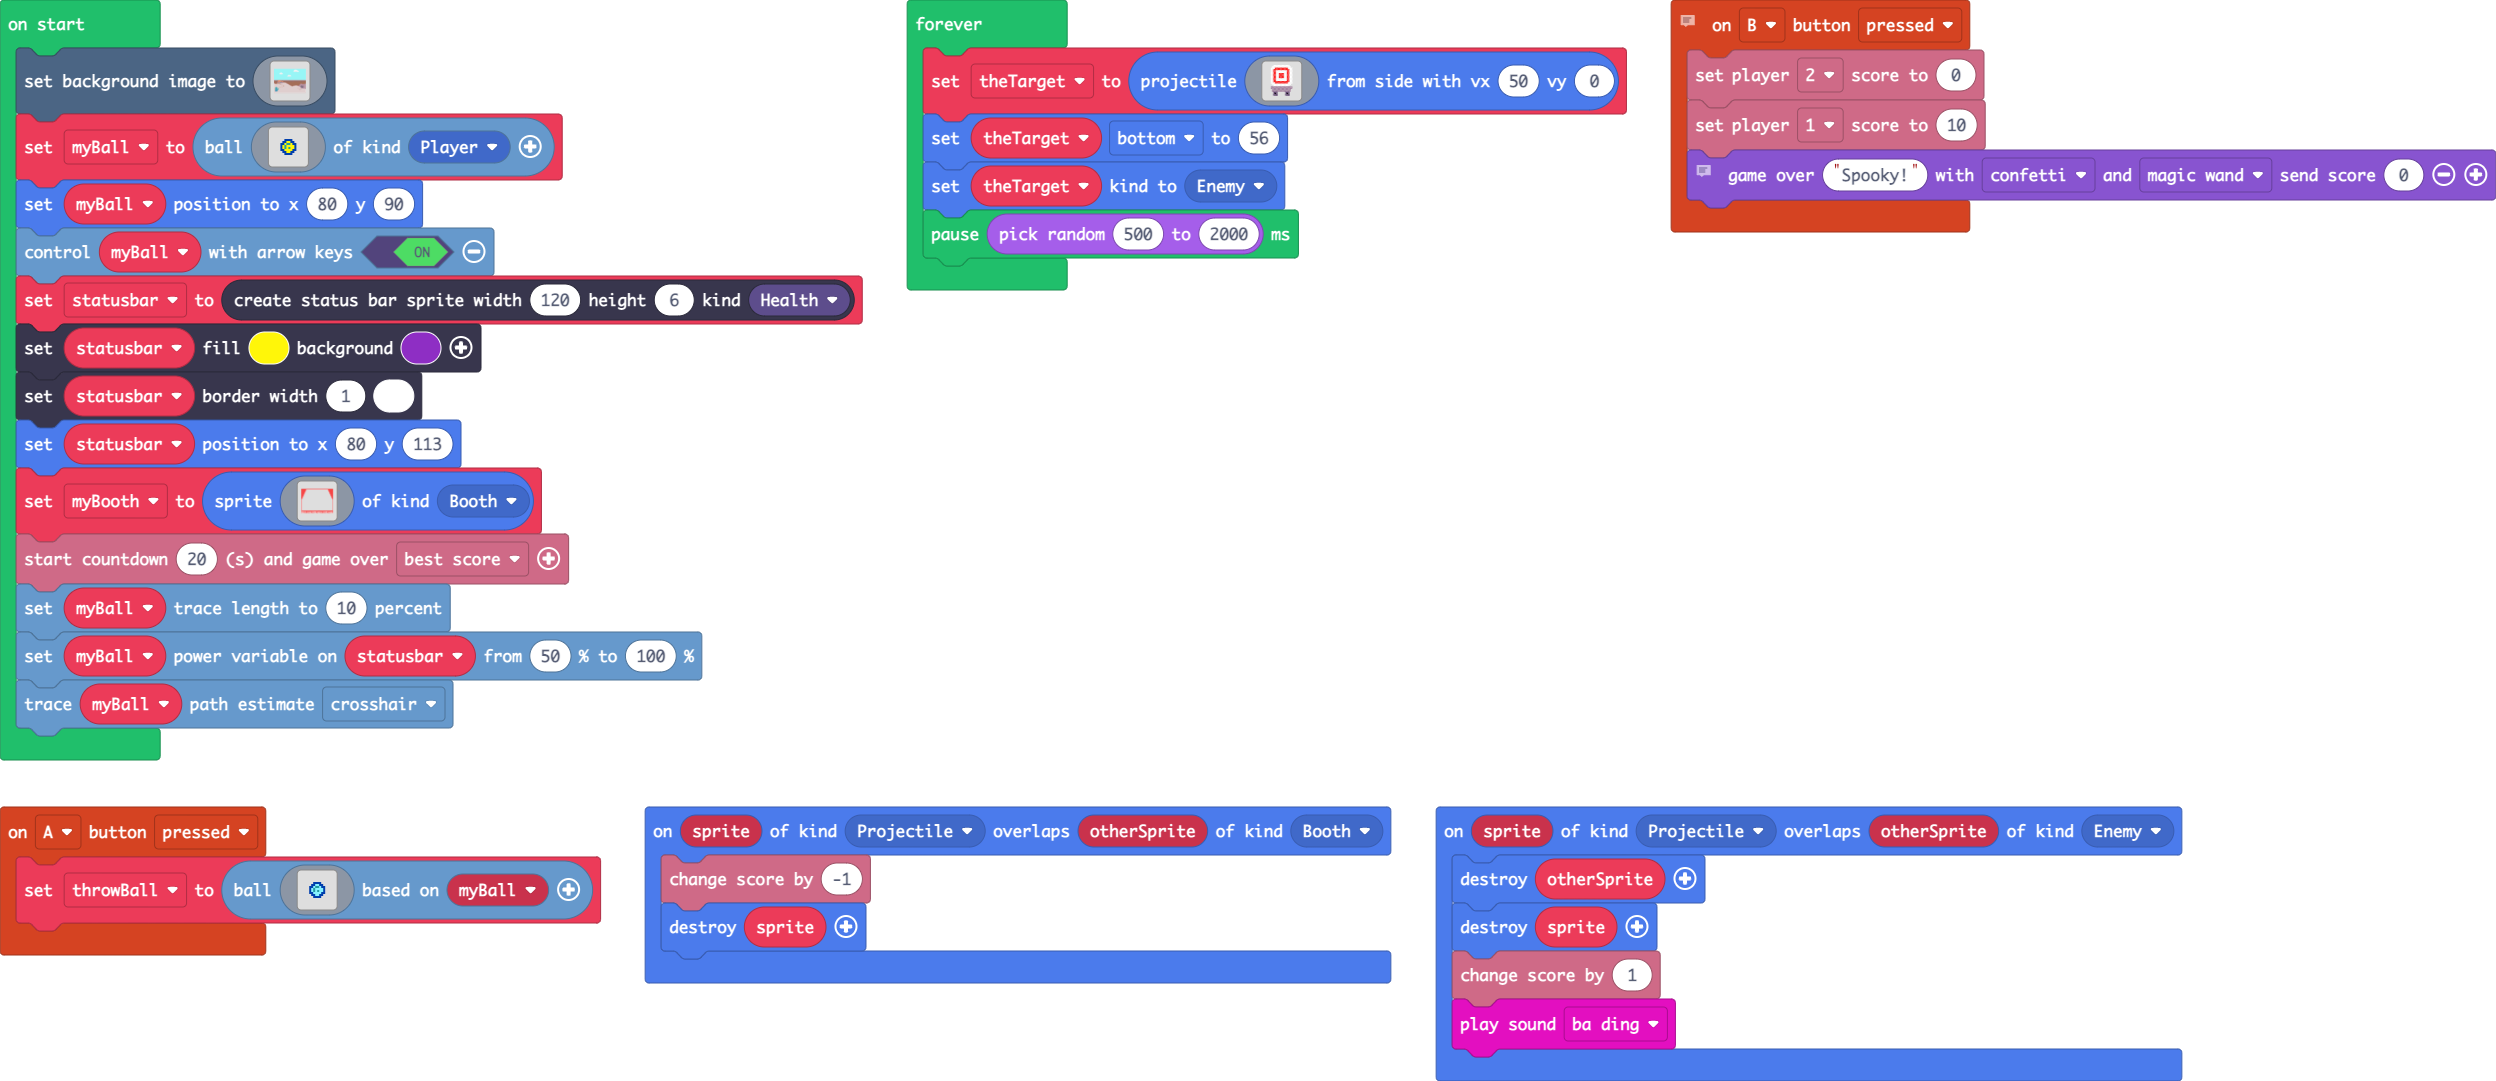 on start
set background image to
set myBall to ball of kind Player
set myBall position to x 80 y 90
control myBall with arrow keys ON
set statusbar to create status bar sprite width 120 height 6 kind Health
set statusbar fill background
set statusbar border width 1
set statusbar position to x 80 y 113
set myBooth to sprite of kind Booth
start countdown 20 (s) and game over best score
set myBall trace length to 10 percent
set myBall power variable on statusbar from 50 % to 100 %
trace myBall path estimate crosshair
forever
set theTarget to projectile from side with vx 50 vy 0
set theTarget bottom to 56
set theTarget kind to Enemy
pause pick random 500 to 2000 ms
on B button pressed
set player 2 score to 0
set player 1 score to 10
game over "Spooky!" with confetti and magic wand send score 0
on A button pressed
set throwBall to ball based on myBall
on sprite of kind Projectile overlaps otherSprite of kind Booth
change score by -1
destroy sprite
on sprite of kind Projectile overlaps otherSprite of kind Enemy
destroy otherSprite
destroy sprite
change score by 1
play sound ba ding